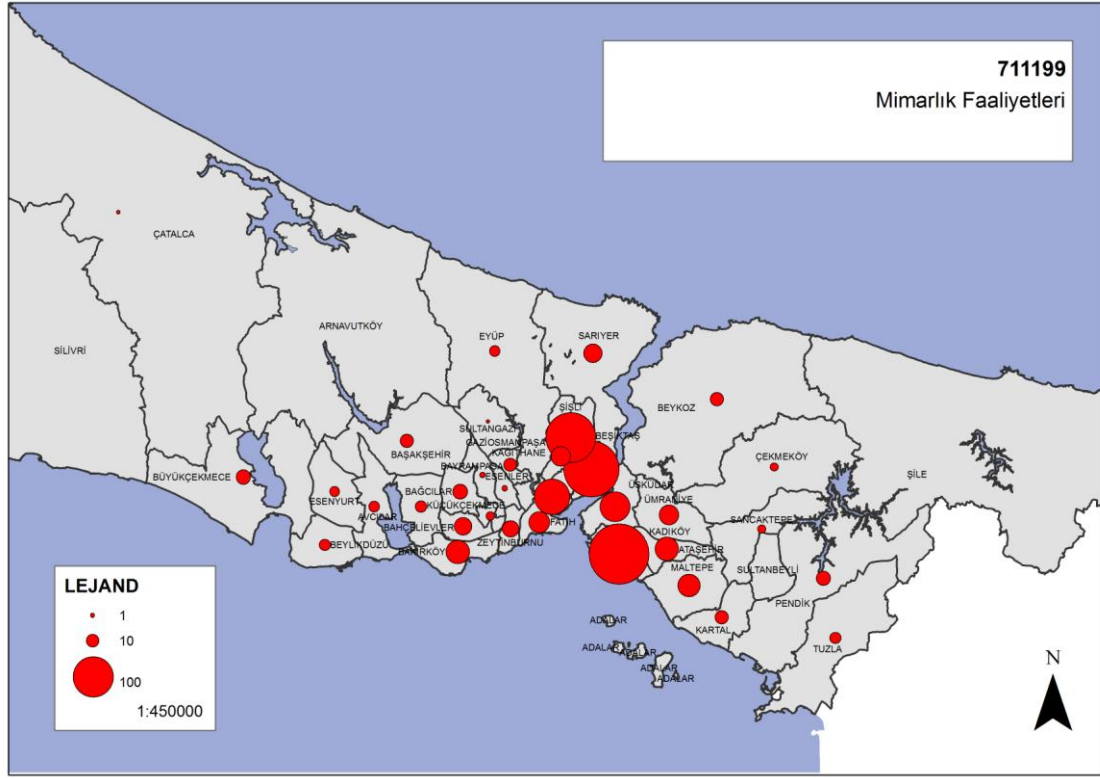 711199
Mimarlık Faaliyetleri
ÇATALCA
SİLİVRİ
ARNAVUTKÖY
EYÜP
SARIYER
ŞİŞLİ
BEYKOZ
SULTANGAZİ
GAZİOSMANPAŞA
BEŞİKTAŞ
KAGITHANE
BAŞAKŞEHİR
BAYRAMPAŞA
ESENLER
ÇEKMEKÖY
ŞİLE
BÜYÜKÇEKMECE
ÜSKÜDAR
ÜMRANİYE
ESENYURT
BAĞCILAR
KÜÇÜKÇEKMECE
AVCILAR
BAHÇELİEVLER
FATİH
SANCAKTEPE
KADIKÖY
ZEYTİNBURNU
BEYLİKDÜZÜ
BAKIRKÖY
ATAŞEHİR
MALTEPE
SULTANBEYLİ
PENDİK
KARTAL
TUZLA
ADALAR
ADALAR
ADALAR
ADALAR
ADALAR
LEJAND
1
10
100
1:450000
N